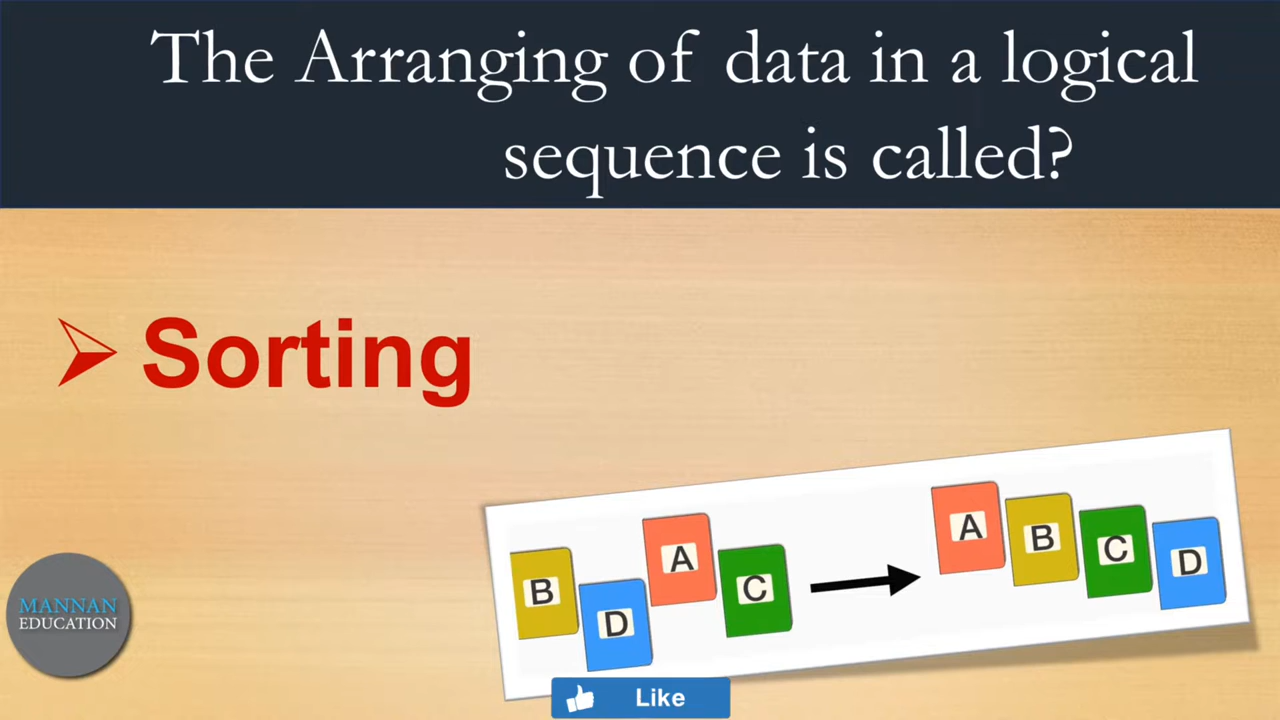 The Arranging of data in a logical
sequence is called?
Sorting
B
D
A
C
A
B
C
D
MANNAN
EDUCATION
Like